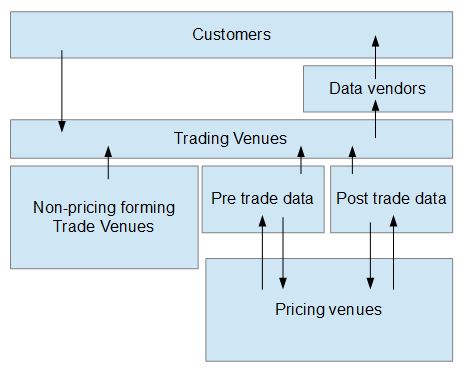 Customers
Data vendors
Trading Venues
Non-pricing forming
Trade Venues
Pre trade data
Post trade data
Pricing venues